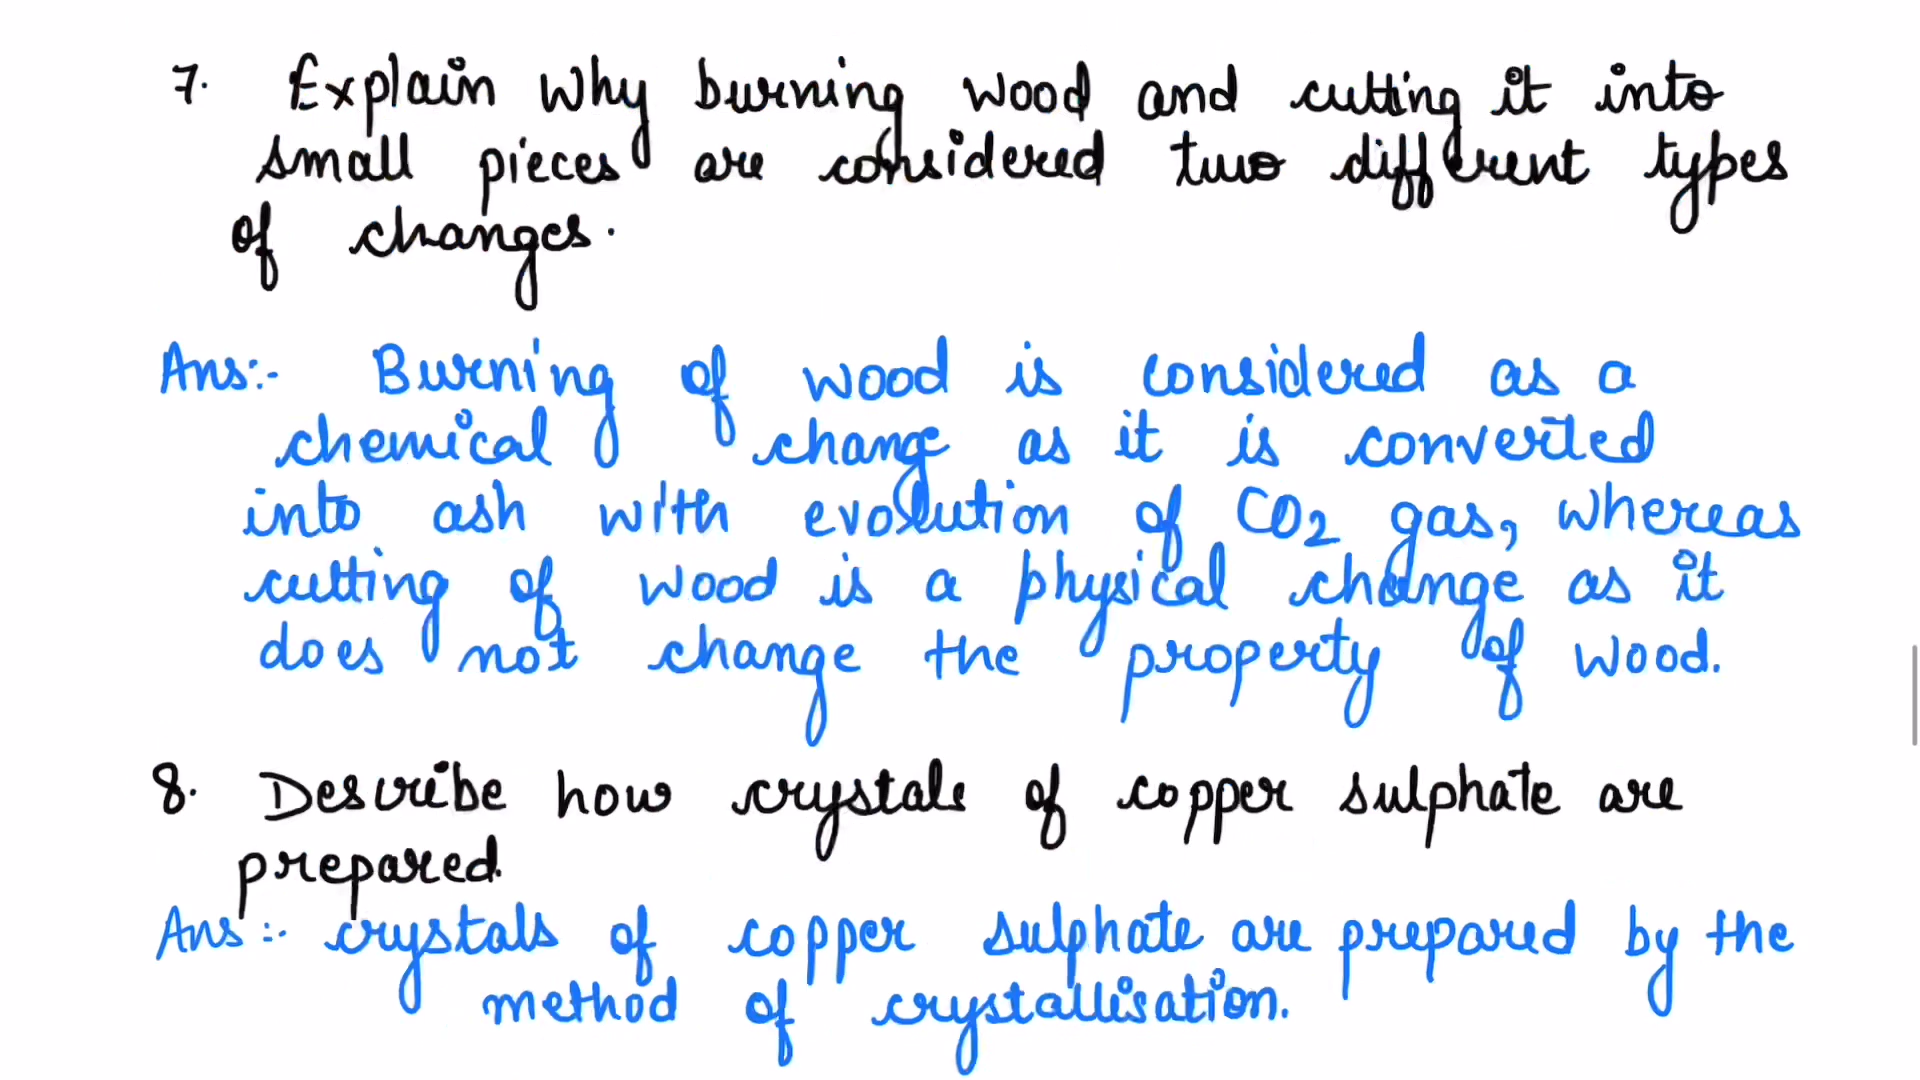 7. Explain why burning wood and cutting it into
small pieces are considered two different types
of changes.
Ans:- Burning of wood is considered as a
chemical change as it is converted
into ash with evolution of CO2 gas, whereas
cutting of wood is a physical change as it
does not change the property of wood.
8. Describe how crystals of copper sulphate are
prepared.
Ans:- crystals of copper sulphate are prepared by the
method of crystallisation.